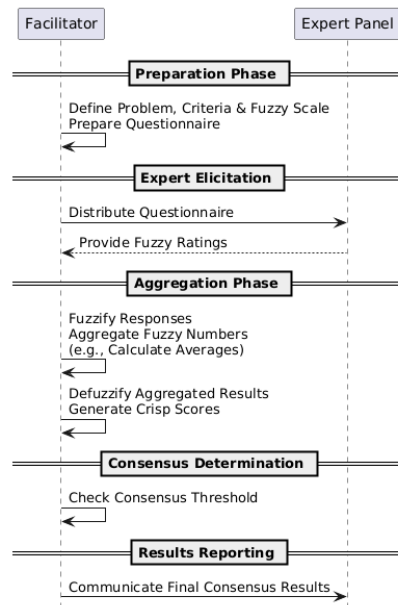 Facilitator
Expert Panel
Preparation Phase
Define Problem, Criteria & Fuzzy Scale
Prepare Questionnaire
Expert Elicitation
Distribute Questionnaire
Provide Fuzzy Ratings
Aggregation Phase
Fuzzify Responses
Aggregate Fuzzy Numbers
(e.g., Calculate Averages)
Defuzzify Aggregated Results
Generate Crisp Scores
Consensus Determination
Check Consensus Threshold
Results Reporting
Communicate Final Consensus Results